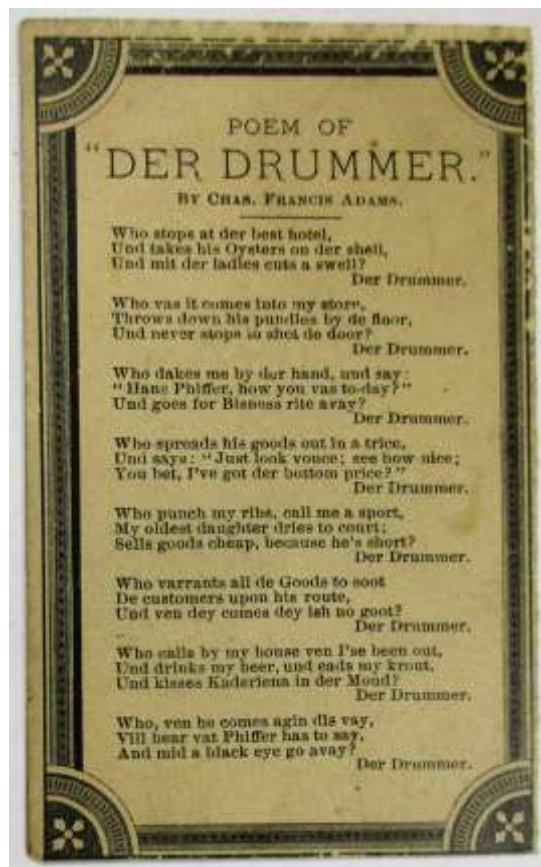 POEM OF
"DER DRUMMER."
BY CHAS. FRANCIS ADAMS.
Who stops at der best hotel,
Und takes his Oysters on der shell,
Und mit der ladies cuts a swell?
Der Drummer.
Who vas it comes into my store,
Throws down his pundles by de floor,
Und never stops to shet de door?
Der Drummer.
Who dakes me by der hand, und say:
"Hans Phiffer, how you vas to-day?"
Und goes for Bisness rite avay?
Der Drummer.
Who spreads his goods out in a trice,
Und says: "Just look vonce; see how nice;
You bet, I've got der bottom price?"
Der Drummer.
Who punch my ribs, call me a sport,
My oldest daughter dries to court;
Sells goods cheap, because he's short?
Der Drummer.
Who varrants all de Goods to soot
De customers upon his route,
Und ven dey comes dey ish no goot?
Der Drummer.
Who calls by my house ven I'se been out,
Und drinks my beer, und eads my krout,
Und kisses Kaderiena in der Moud?
Der Drummer.
Who, ven he comes agin dis vay,
Vill hear vat Phiffer has to say,
And mid a black eye go avay?
Der Drummer.